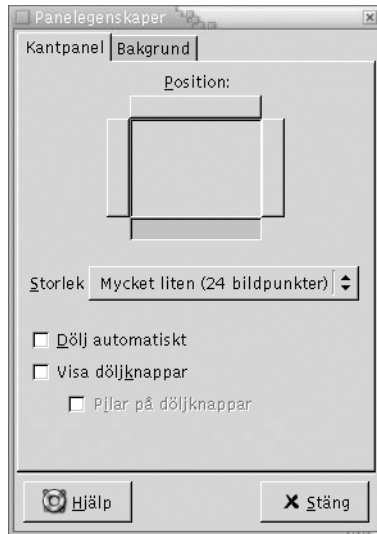 Panelegenskaper
Kantpanel Bakgrund
Position:
Storlek Mycket liten (24 bildpunkter)
Dölj automatiskt
Visa döljknappar
Pilar på döljknappar
Hjälp Stäng